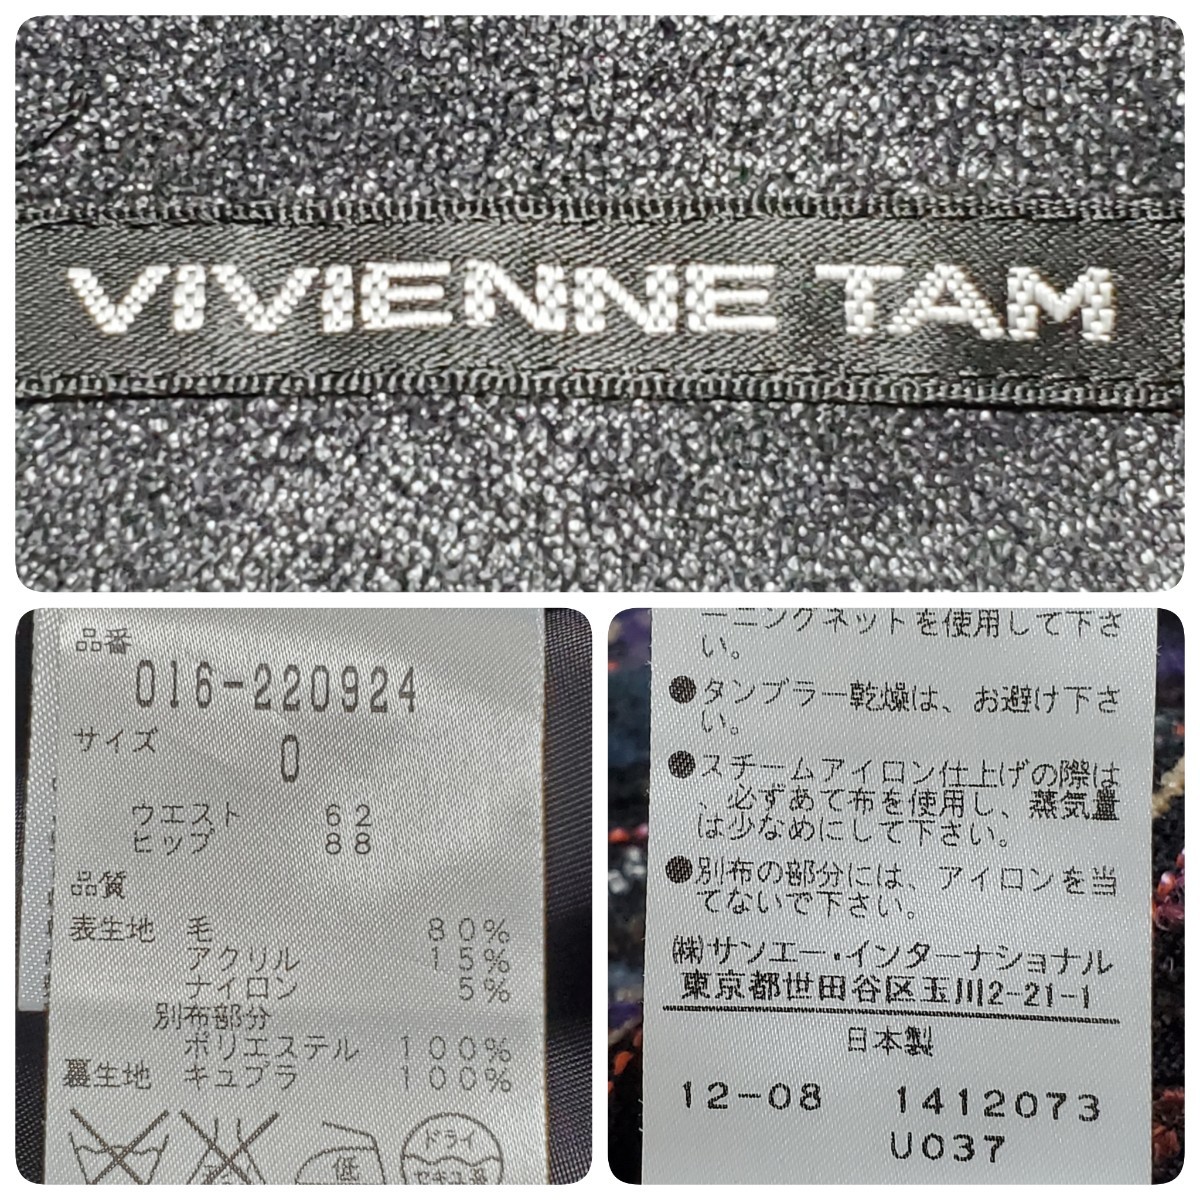 VIVIENNE TAM
品番
016-220924
サイズ
0
ウエスト 62
ヒップ 88
品質
表生地 毛 80%
アクリル 15%
ナイロン 5%
別布部分
ポリエステル 100%
裏生地 キュプラ 100%
低
ドライ
セキユ系
ーニングネットを使用して下さ
い。
●タンブラー乾燥は、お避け下さ
い。
●スチームアイロン仕上げの際は
、必ずあて布を使用し、蒸気量
は少なめにして下さい。
●別布の部分には、アイロンを当
てないで下さい。
(株)サンエー・インターナショナル
東京都世田谷区玉川2-21-1
日本製
12-08 1412073
U037